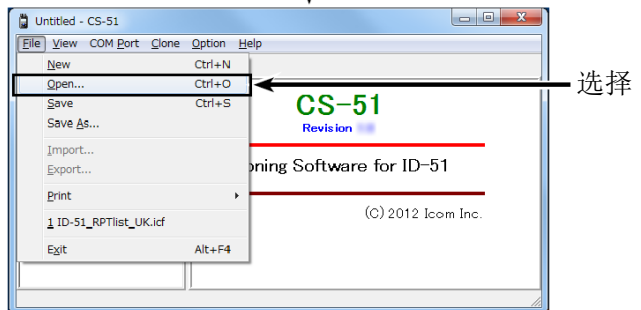 Untitled - CS-51
File View COM Port Clone Option Help
New Ctrl+N
Open... Ctrl+O
Save Ctrl+S
Save As...
Import...
Export...
Print
1 ID-51_RPTlist_UK.icf
Exit Alt+F4
选择
CS-51
Revision
oning Software for ID-51
(C) 2012 Icom Inc.